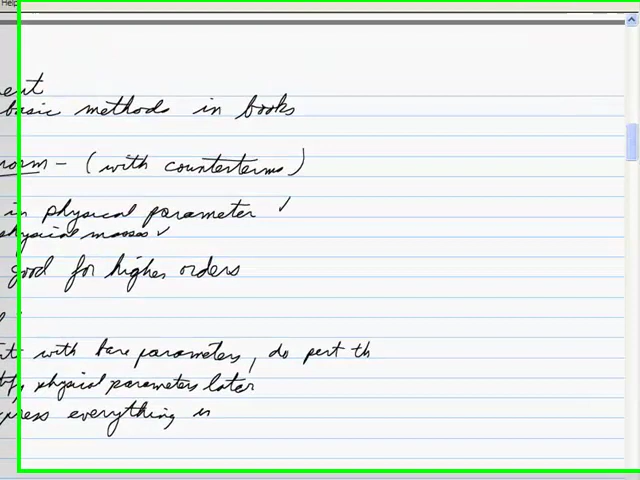 Help
ent
basic methods in books
norm - (with counterterms)
in physical parameter ✓
physical masses ✓
good for higher orders
with bare parameters, do pert th
physical parameters later
press everything in